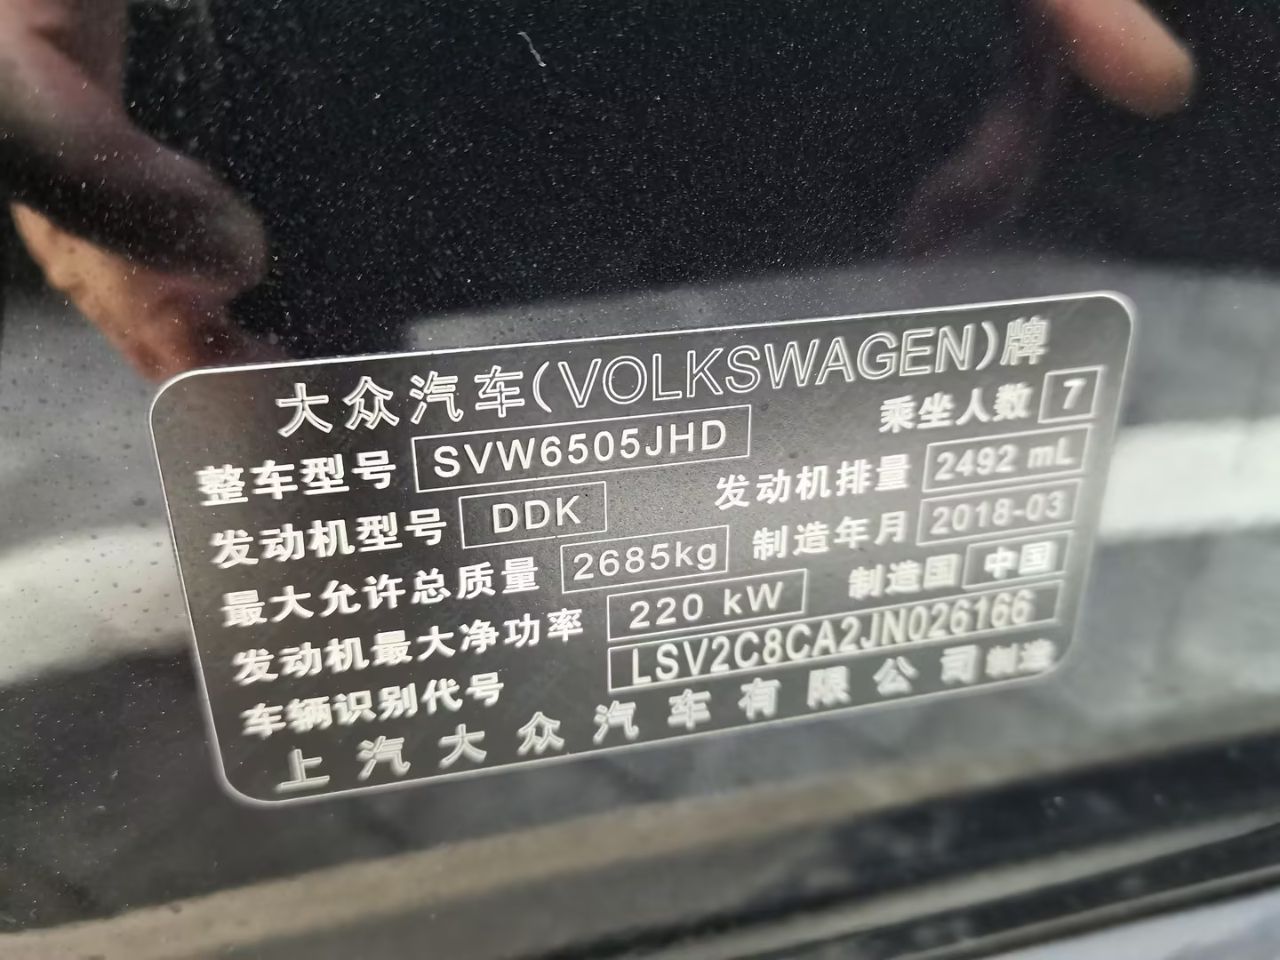 大众汽车(VOLKSWAGEN)牌
整车型号 SVW6505JHD 乘坐人数 7
发动机型号 DDK 发动机排量 2492 mL
最大允许总质量 2685kg 制造年月 2018-03
发动机最大净功率 220 kW 制造国 中国
车辆识别代号 LSV2C8CA2JN026166
上汽大众汽车有限公司制造